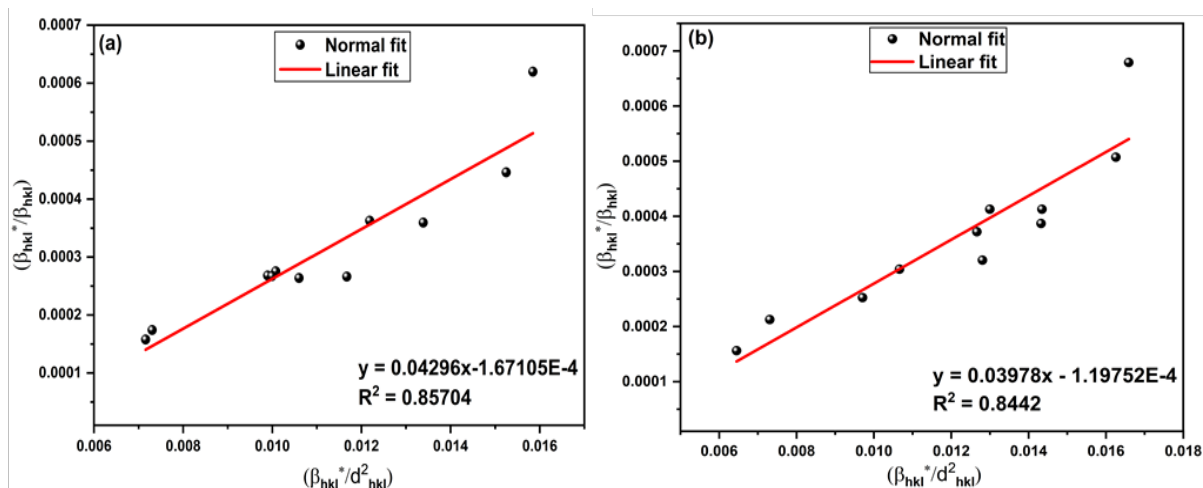 (a)
Normal fit
Linear fit
0.0007
0.0006
0.0005
0.0004
0.0003
0.0002
0.0001
(βhkl*/βhkl)
y = 0.04296x-1.67105E-4
R² = 0.85704
0.006 0.008 0.010 0.012 0.014 0.016
(βhkl*/d²hkl)
(b)
Normal fit
Linear fit
0.0007
0.0006
0.0005
0.0004
0.0003
0.0002
0.0001
(βhkl*/βhkl)
y = 0.03978x - 1.19752E-4
R² = 0.8442
0.006 0.008 0.010 0.012 0.014 0.016 0.018
(βhkl*/d²hkl)